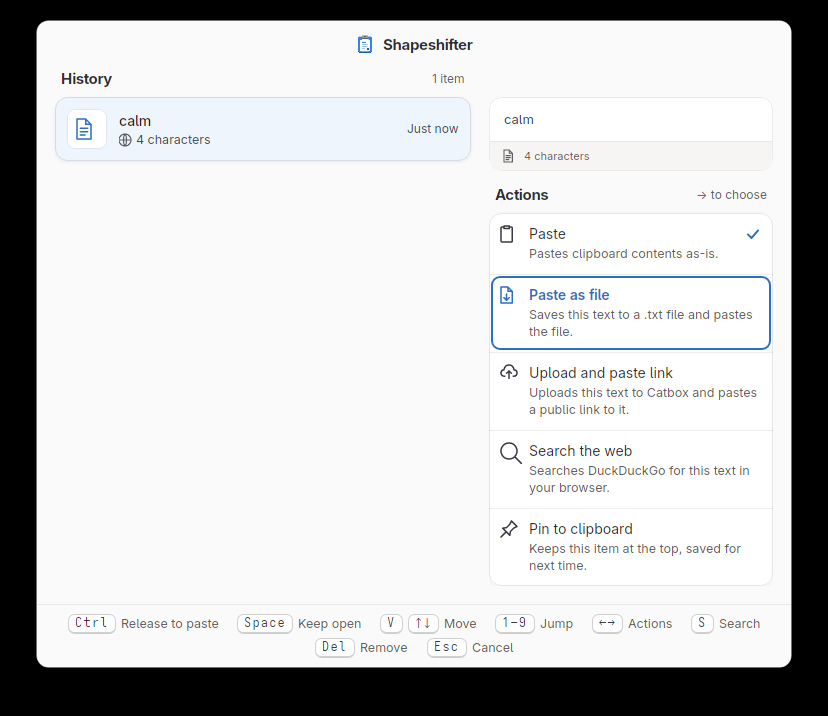 Shapeshifter
History
1 item
calm
4 characters
Just now
calm
4 characters
Actions
→ to choose
Paste
Pastes clipboard contents as-is.
Paste as file
Saves this text to a .txt file and pastes
the file.
Upload and paste link
Uploads this text to Catbox and pastes
a public link to it.
Search the web
Searches DuckDuckGo for this text in
your browser.
Pin to clipboard
Keeps this item at the top, saved for
next time.
Ctrl Release to paste Space Keep open V ↑↓ Move 1–9 Jump ←→ Actions S Search
Del Remove Esc Cancel